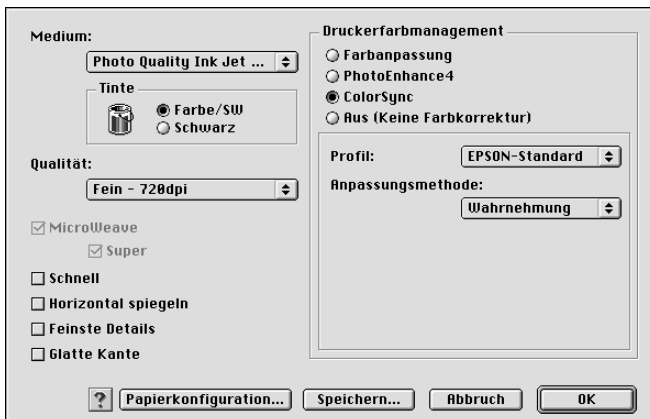 Medium:
Photo Quality Ink Jet ...
Tinte
Farbe/SW
Schwarz
Qualität:
Fein - 720dpi
MicroWeave
Super
Schnell
Horizontal spiegeln
Feinste Details
Glatte Kante
Druckerfarbmanagement
Farbanpassung
PhotoEnhance4
ColorSync
Aus (Keine Farbkorrektur)
Profil:
EPSON-Standard
Anpassungsmethode:
Wahrnehmung
?
Papierkonfiguration...
Speichern...
Abbruch
OK